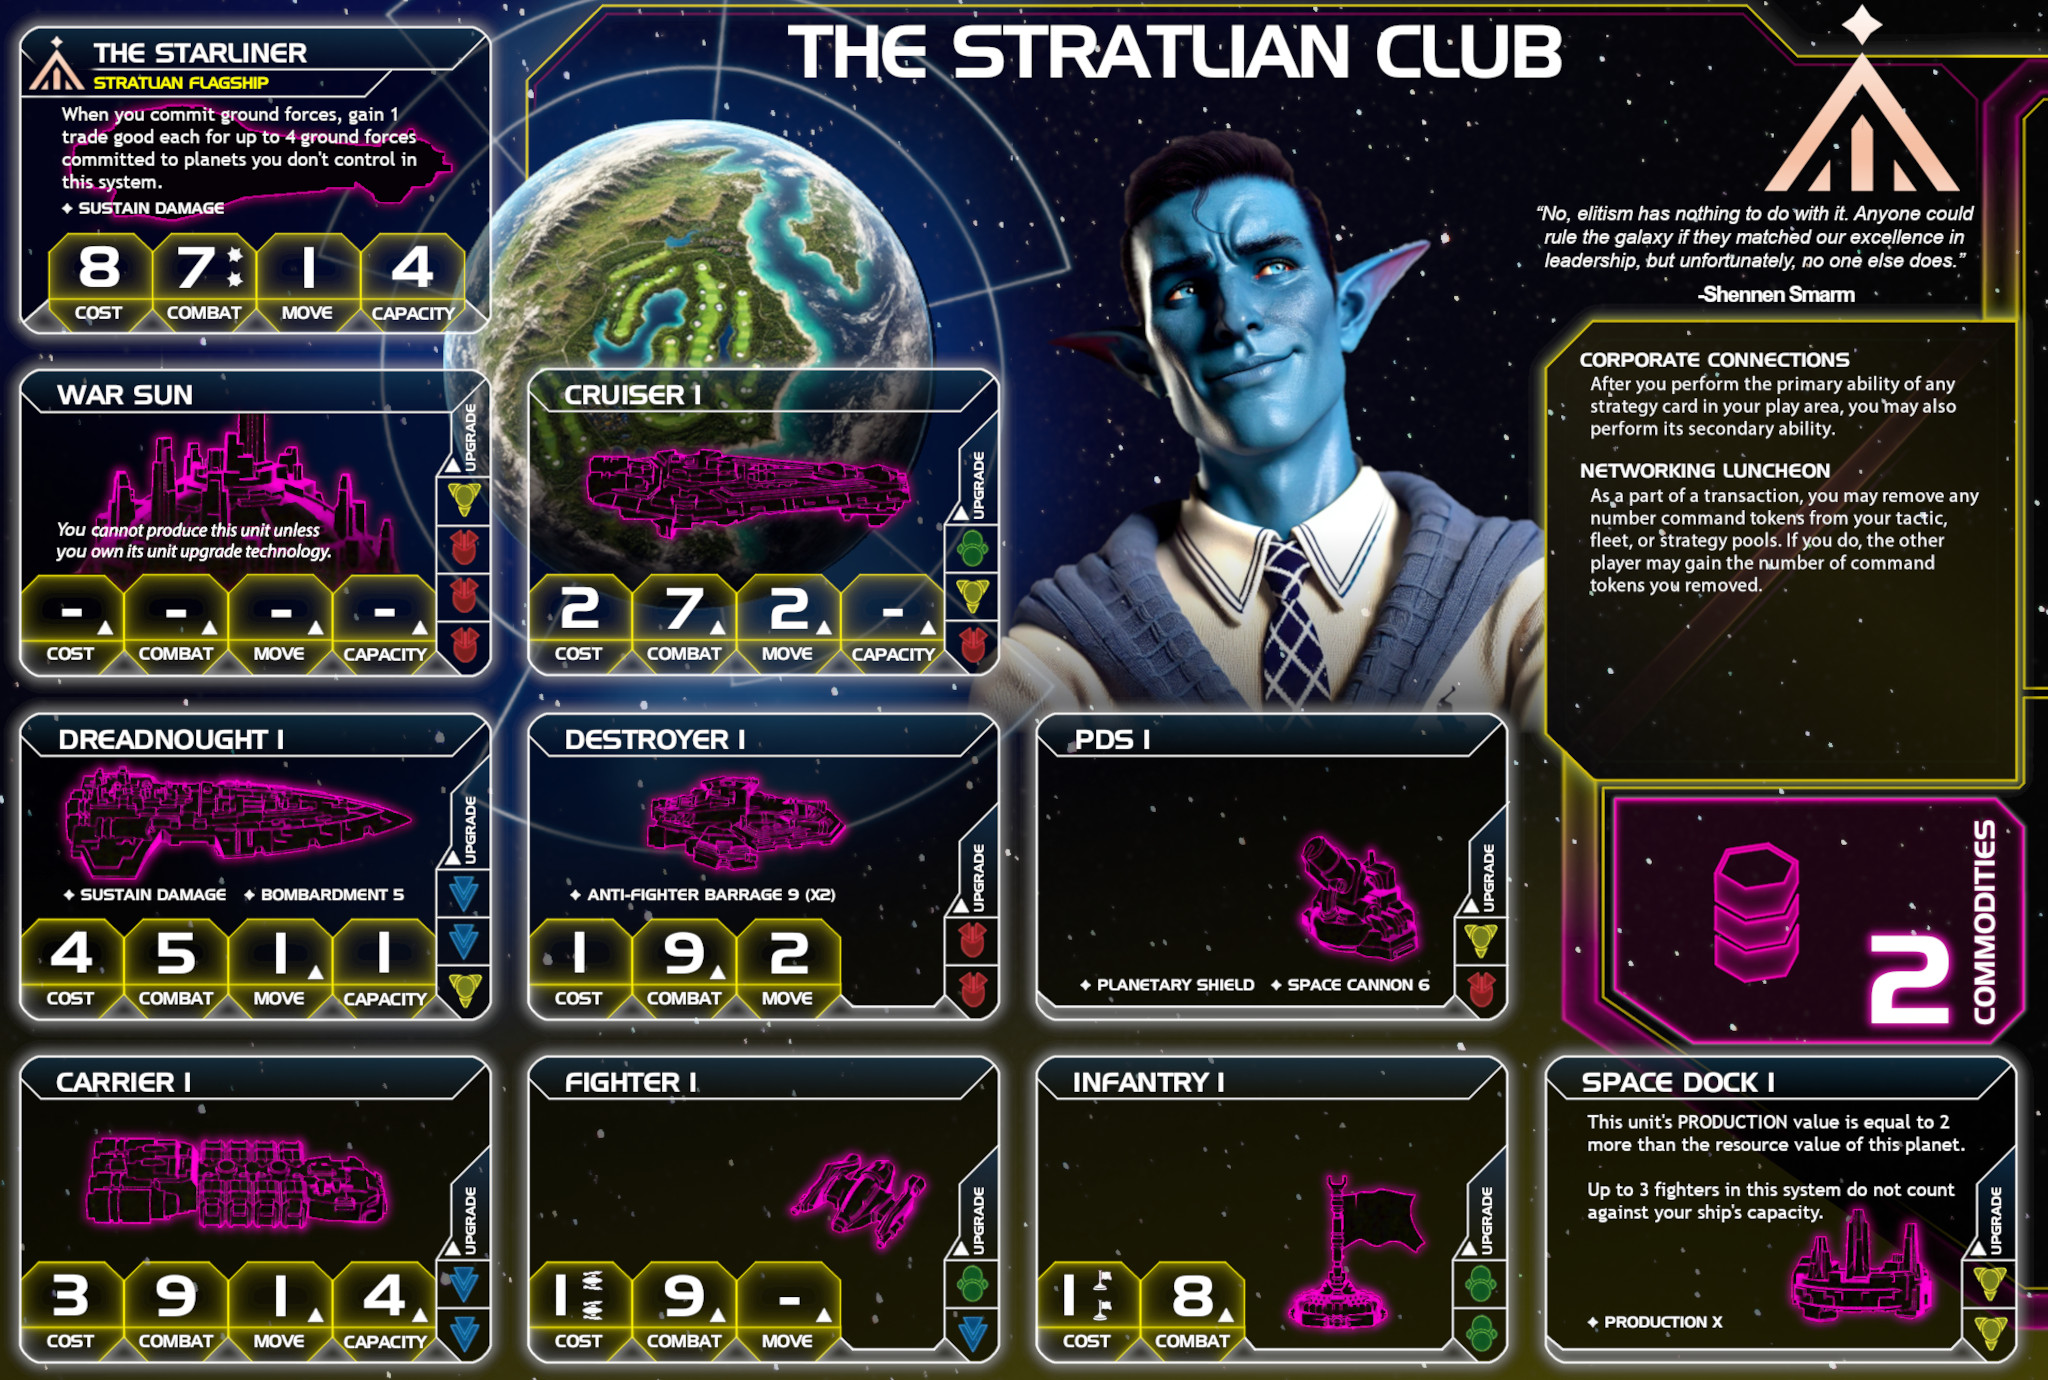 THE STRATLIAN CLUB
THE STARLINER
STRATLIAN FLAGSHIP
When you commit ground forces, gain 1
trade good each for up to 4 ground forces
committed to planets you don't control in
this system.
SUSTAIN DAMAGE
8 7 1 4
COST COMBAT MOVE CAPACITY
"No, elitism has nothing to do with it. Anyone could
rule the galaxy if they matched our excellence in
leadership, but unfortunately, no one else does."
-Shennen Smarm
CORPORATE CONNECTIONS
After you perform the primary ability of any
strategy card in your play area, you may also
perform its secondary ability.
NETWORKING LUNCHEON
As a part of a transaction, you may remove any
number command tokens from your tactic,
fleet, or strategy pools. If you do, the other
player may gain the number of command
tokens you removed.
WAR SUN
UPGRADE
You cannot produce this unit unless
you own its unit upgrade technology.
- - - -
COST COMBAT MOVE CAPACITY
CRUISER I
UPGRADE
2 7 2 -
COST COMBAT MOVE CAPACITY
DREADNOUGHT I
UPGRADE
SUSTAIN DAMAGE BOMBARDMENT 5
4 5 1 1
COST COMBAT MOVE CAPACITY
DESTROYER I
UPGRADE
ANTI-FIGHTER BARRAGE 9 (X2)
1 9 2
COST COMBAT MOVE
PDS I
UPGRADE
PLANETARY SHIELD SPACE CANNON 6
2
COMMODITIES
CARRIER I
UPGRADE
3 9 1 4
COST COMBAT MOVE CAPACITY
FIGHTER I
UPGRADE
1 9 -
COST COMBAT MOVE
INFANTRY I
UPGRADE
1 8
COST COMBAT
SPACE DOCK I
This unit's PRODUCTION value is equal to 2
more than the resource value of this planet.
Up to 3 fighters in this system do not count
against your ship's capacity.
UPGRADE
PRODUCTION X